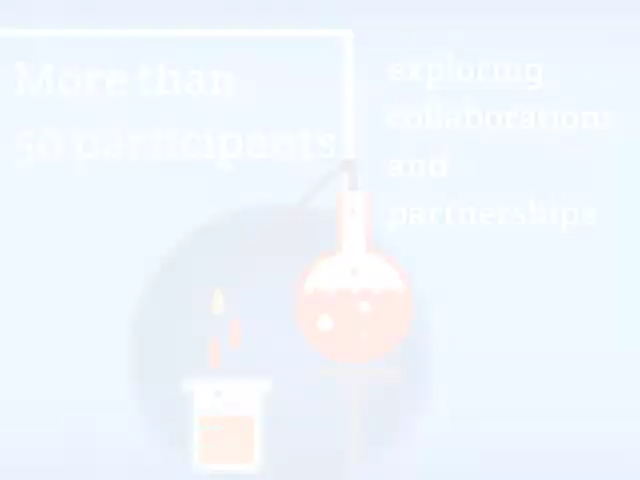 More than
50 participants
exploring
collaborations
and
partnerships